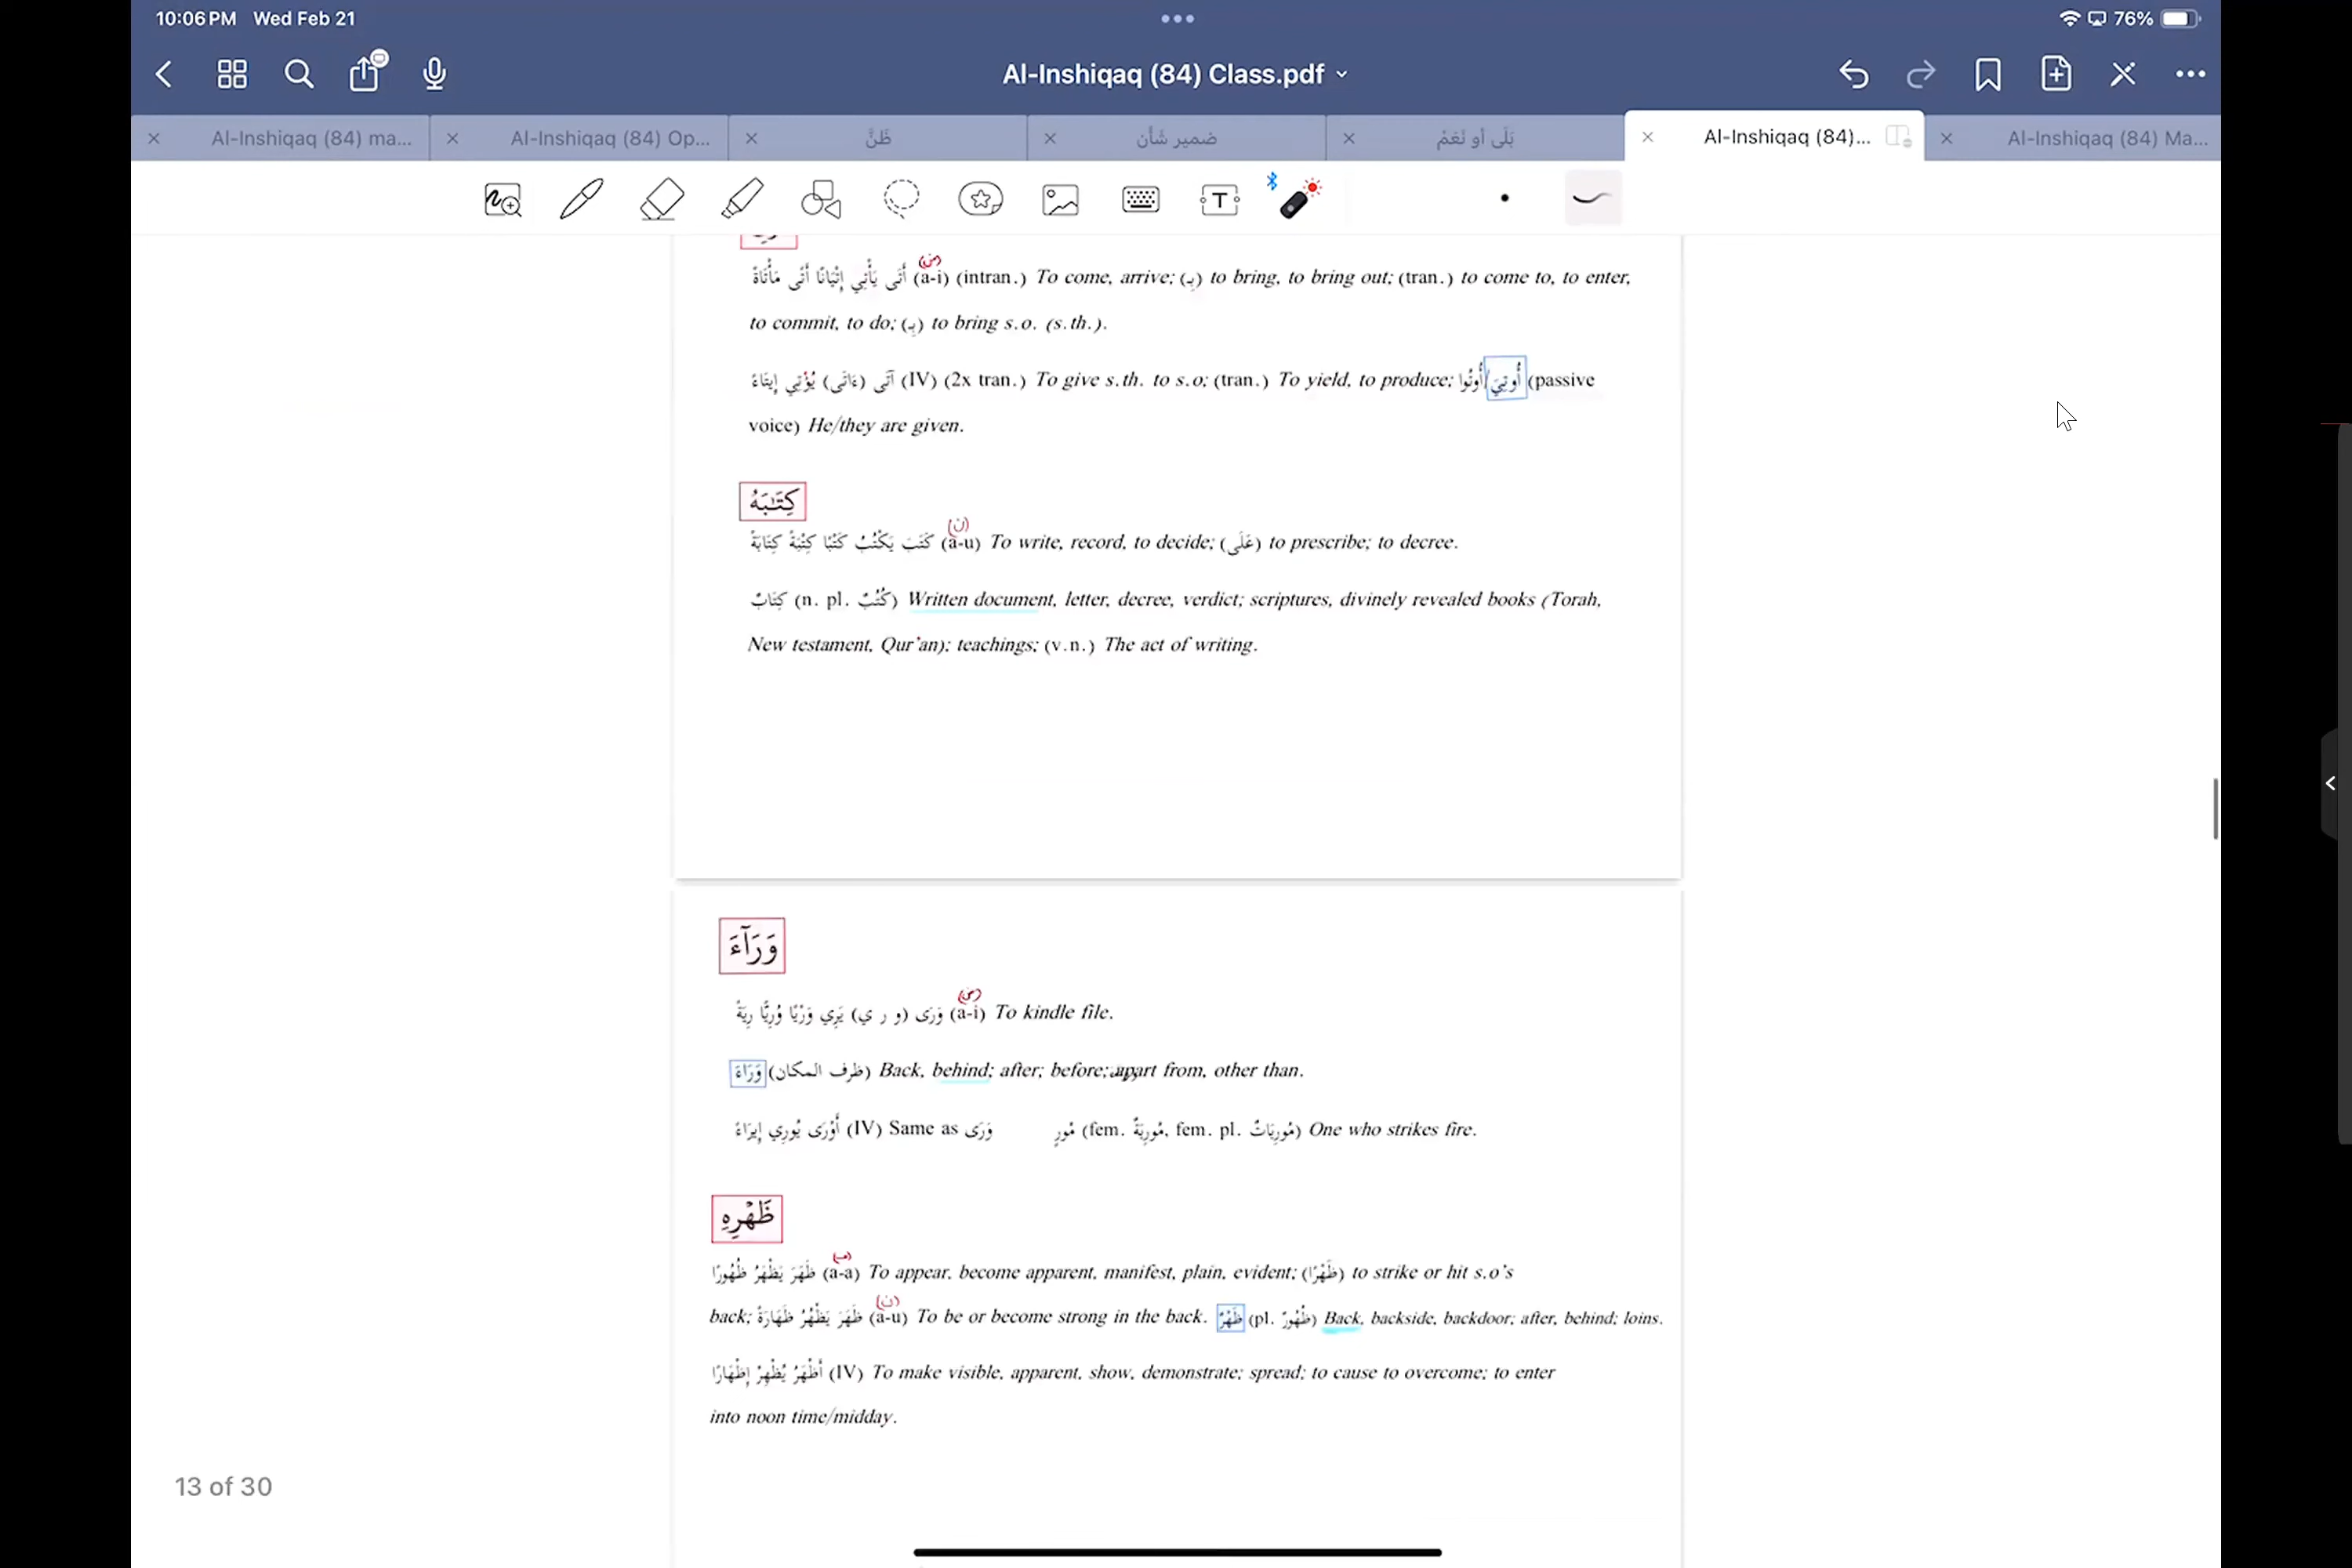 10:06 PM Wed Feb 21
76%
Al-Inshiqaq (84) Class.pdf
Al-Inshiqaq (84) ma...
Al-Inshiqaq (84) Op...
ظَنَّ
ضمير شأن
بَلَى أو نَعَمْ
Al-Inshiqaq (84)...
Al-Inshiqaq (84) Ma...
(ض)
أَتَى يَأْتِي إِتْيَانًا أَتًى مَأْتَاةً (a-i) (intran.) To come, arrive; (بِـ) to bring, to bring out; (tran.) to come to, to enter,
to commit, to do; (بِـ) to bring s.o. (s.th.).
آتَى (ءَاتَى) يُؤْتِي إِيتَاءً (IV) (2x tran.) To give s.th. to s.o; (tran.) To yield, to produce; أُوتِيَ/أُوتُوا (passive
voice) He/they are given.
كِتَـٰبَهُ
(ن)
كَتَبَ يَكْتُبُ كَتْبًا كِتْبَةً كِتَابَةً (a-u) To write, record, to decide; (عَلَى) to prescribe; to decree.
كِتَابٌ (n. pl. كُتُبٌ) Written document, letter, decree, verdict; scriptures, divinely revealed books (Torah,
New testament, Qur'an); teachings; (v.n.) The act of writing.
وَرَآءَ
(ض)
وَرَى (و ر ي) يَرِي وَرْيًا وُرِيًّا رِيَةً (a-i) To kindle file.
وَرَاءَ (ظرف المكان) Back, behind; after; before; apart from, other than.
أَوْرَى يُورِي إِيرَاءً (IV) Same as وَرَى مُورٍ (fem. مُورِيَةٌ, fem. pl. مُورِيَاتٌ) One who strikes fire.
ظَهْرِهِ
(ف)
ظَهَرَ يَظْهَرُ ظُهُورًا (a-a) To appear, become apparent, manifest, plain, evident; (ظَهْرًا) to strike or hit s.o's
(ن)
back; ظَهَرَ يَظْهُرُ ظَهَارَةً (a-u) To be or become strong in the back. ظَهْرٌ (pl. ظُهُورٌ) Back, backside, backdoor; after, behind; loins.
أَظْهَرَ يُظْهِرُ إِظْهَارًا (IV) To make visible, apparent, show, demonstrate; spread; to cause to overcome; to enter
into noon time/midday.
13 of 30